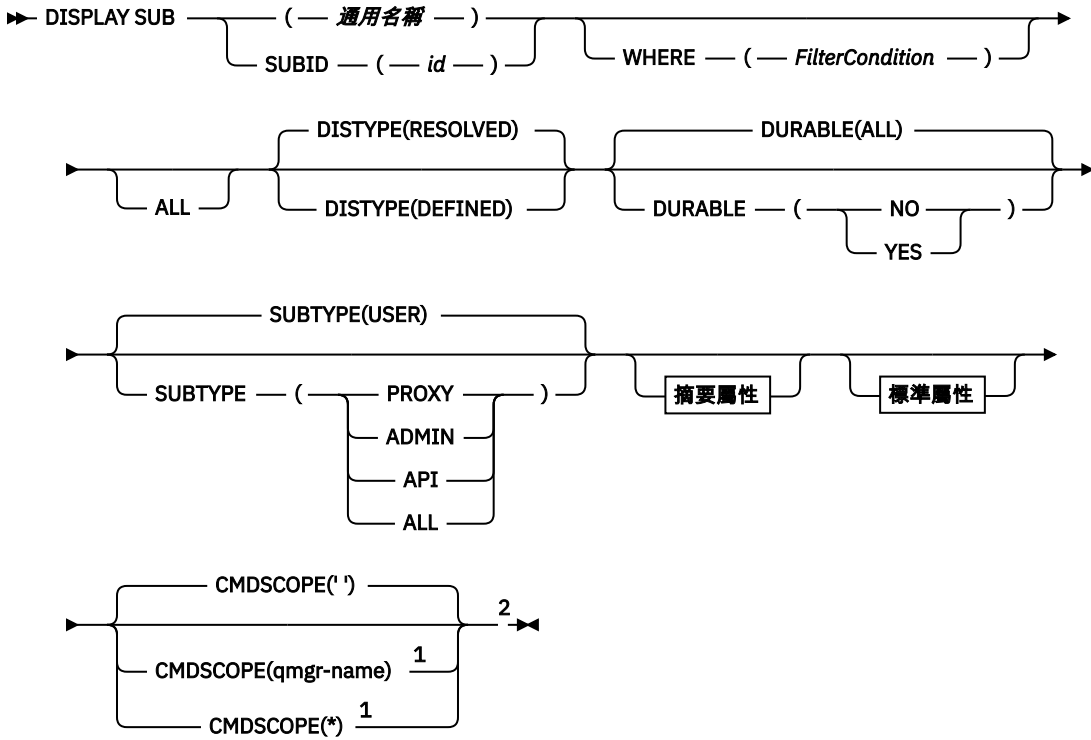 DISPLAY SUB ( 通用名稱 )
SUBID ( id )
WHERE ( FilterCondition )
ALL
DISTYPE(RESOLVED)
DISTYPE(DEFINED)
DURABLE(ALL)
DURABLE ( NO )
YES
SUBTYPE(USER)
SUBTYPE ( PROXY )
ADMIN
API
ALL
摘要屬性
標準屬性
CMDSCOPE(' ')
CMDSCOPE(qmgr-name) 1
CMDSCOPE(*) 1
2